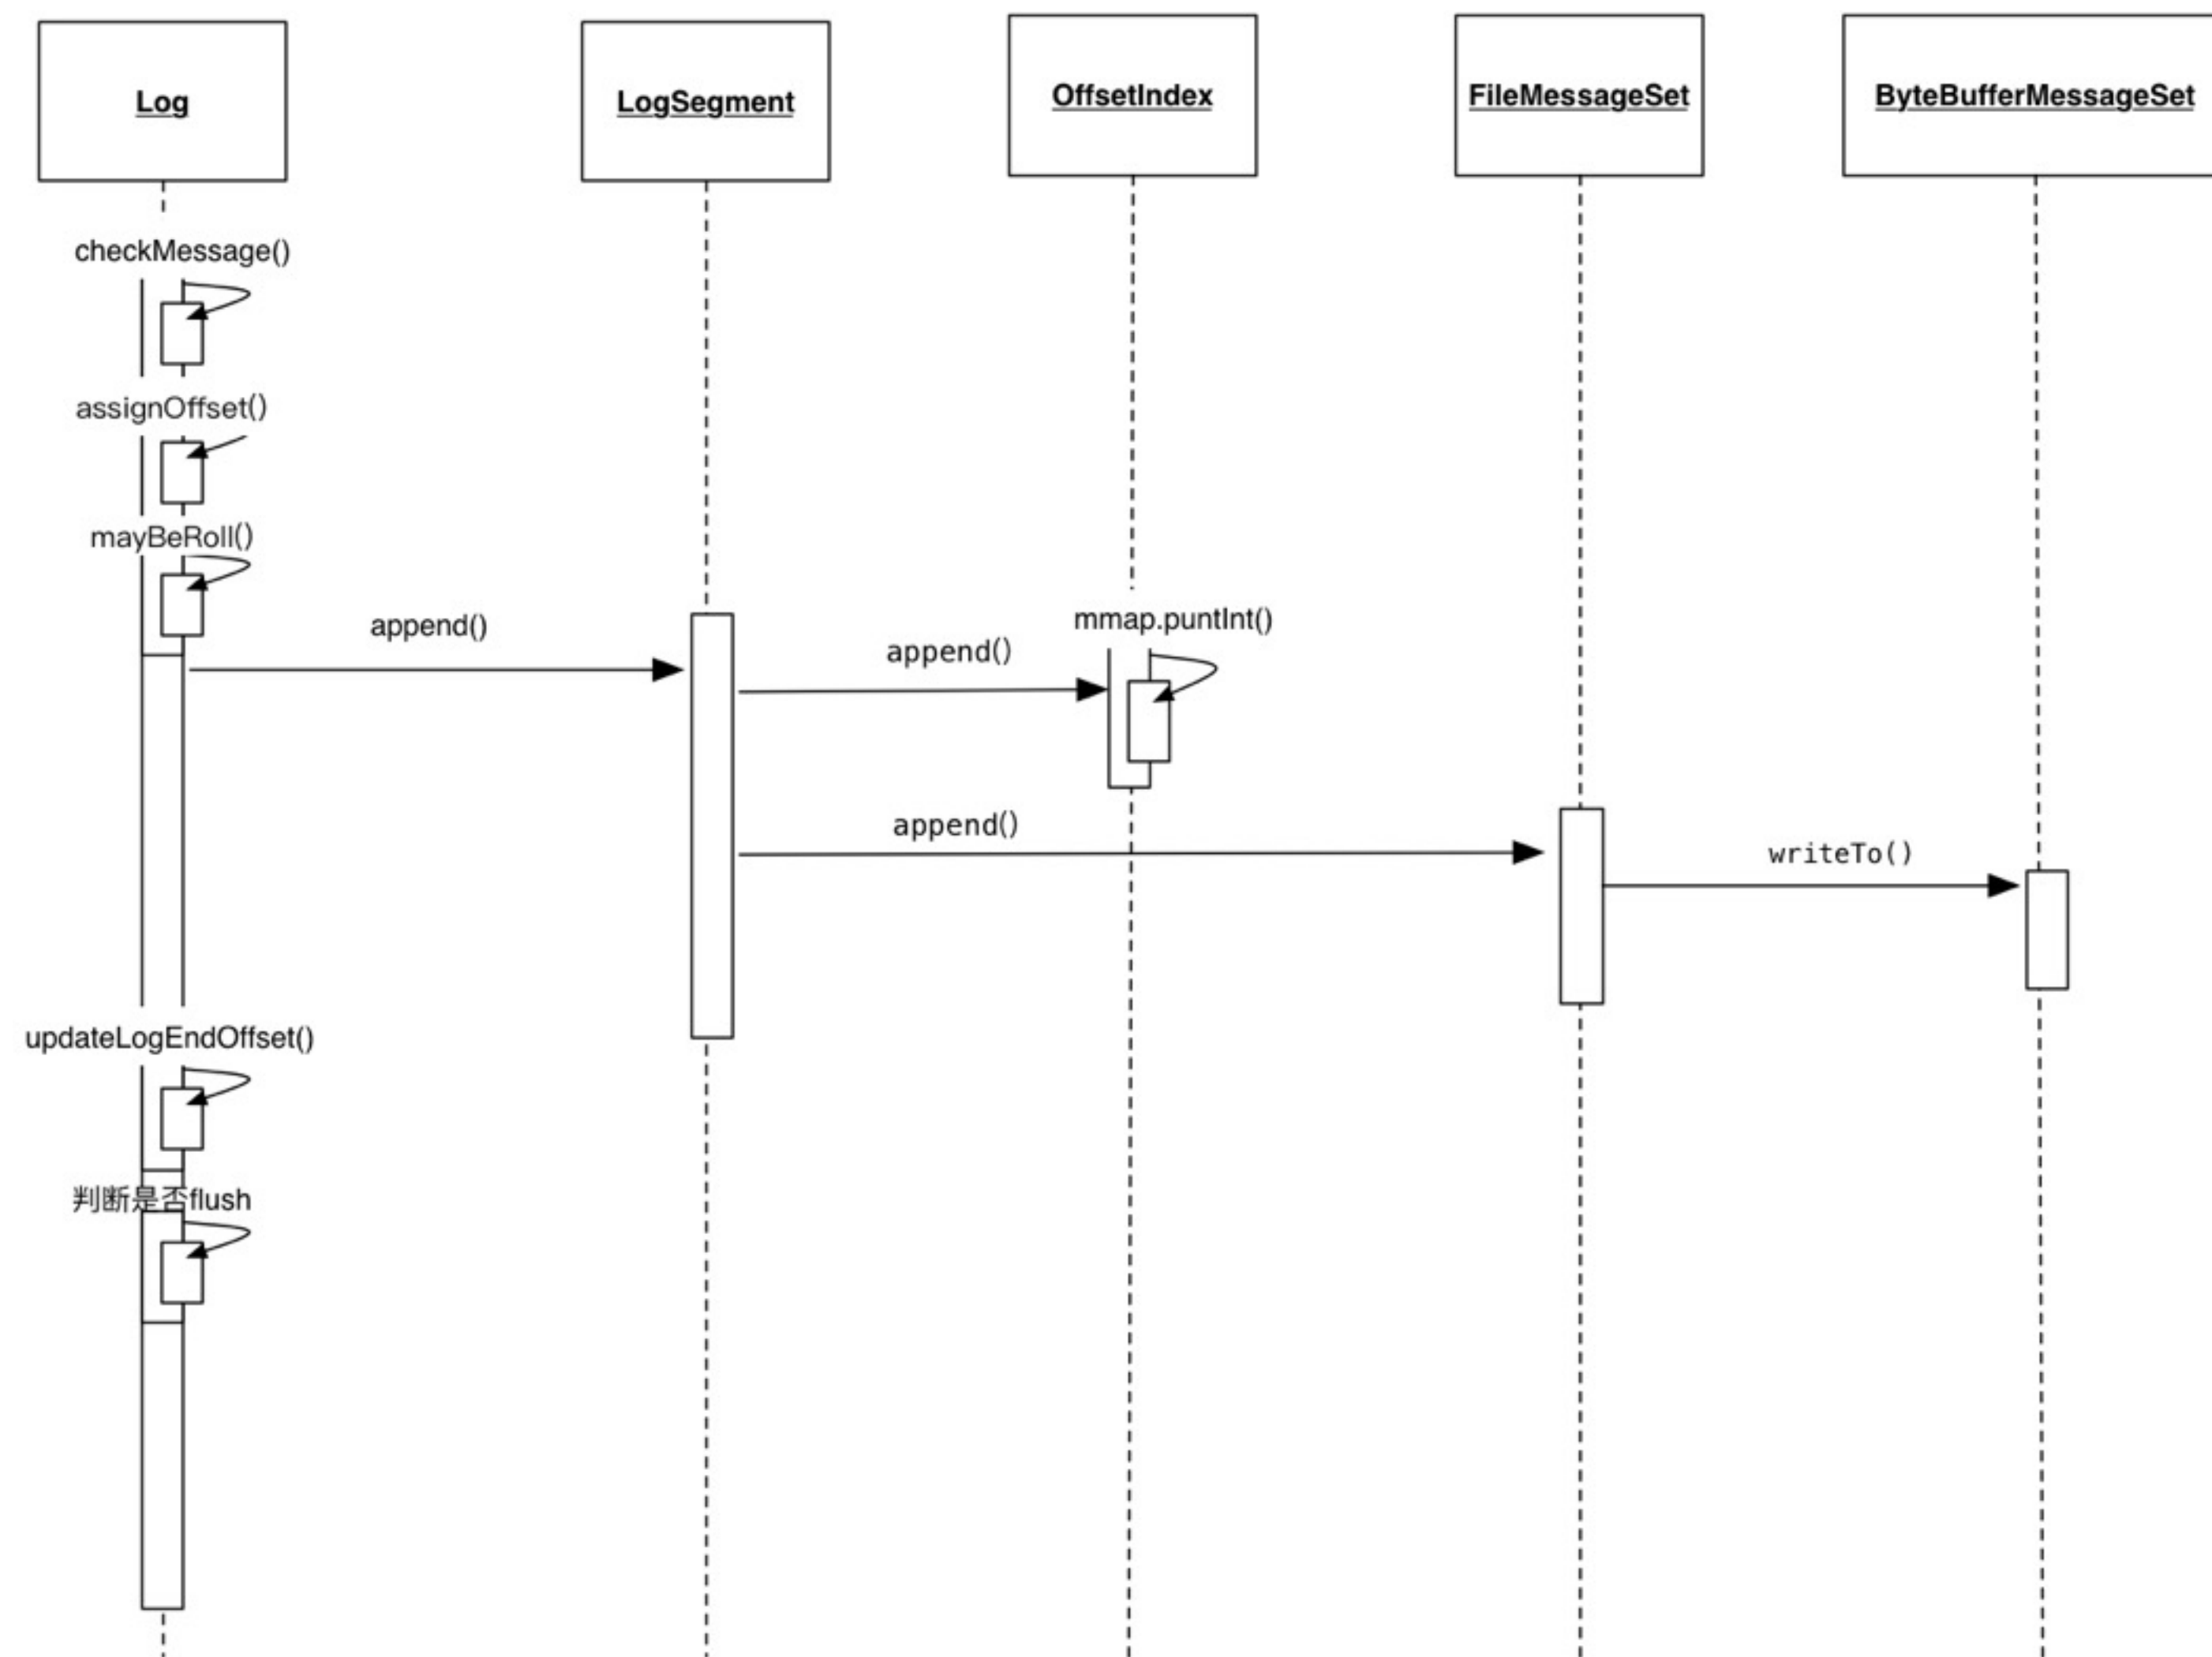 Log
LogSegment
OffsetIndex
FileMessageSet
ByteBufferMessageSet
checkMessage()
assignOffset()
mayBeRoll()
append()
append()
mmap.puntInt()
append()
writeTo()
updateLogEndOffset()
判断是否flush